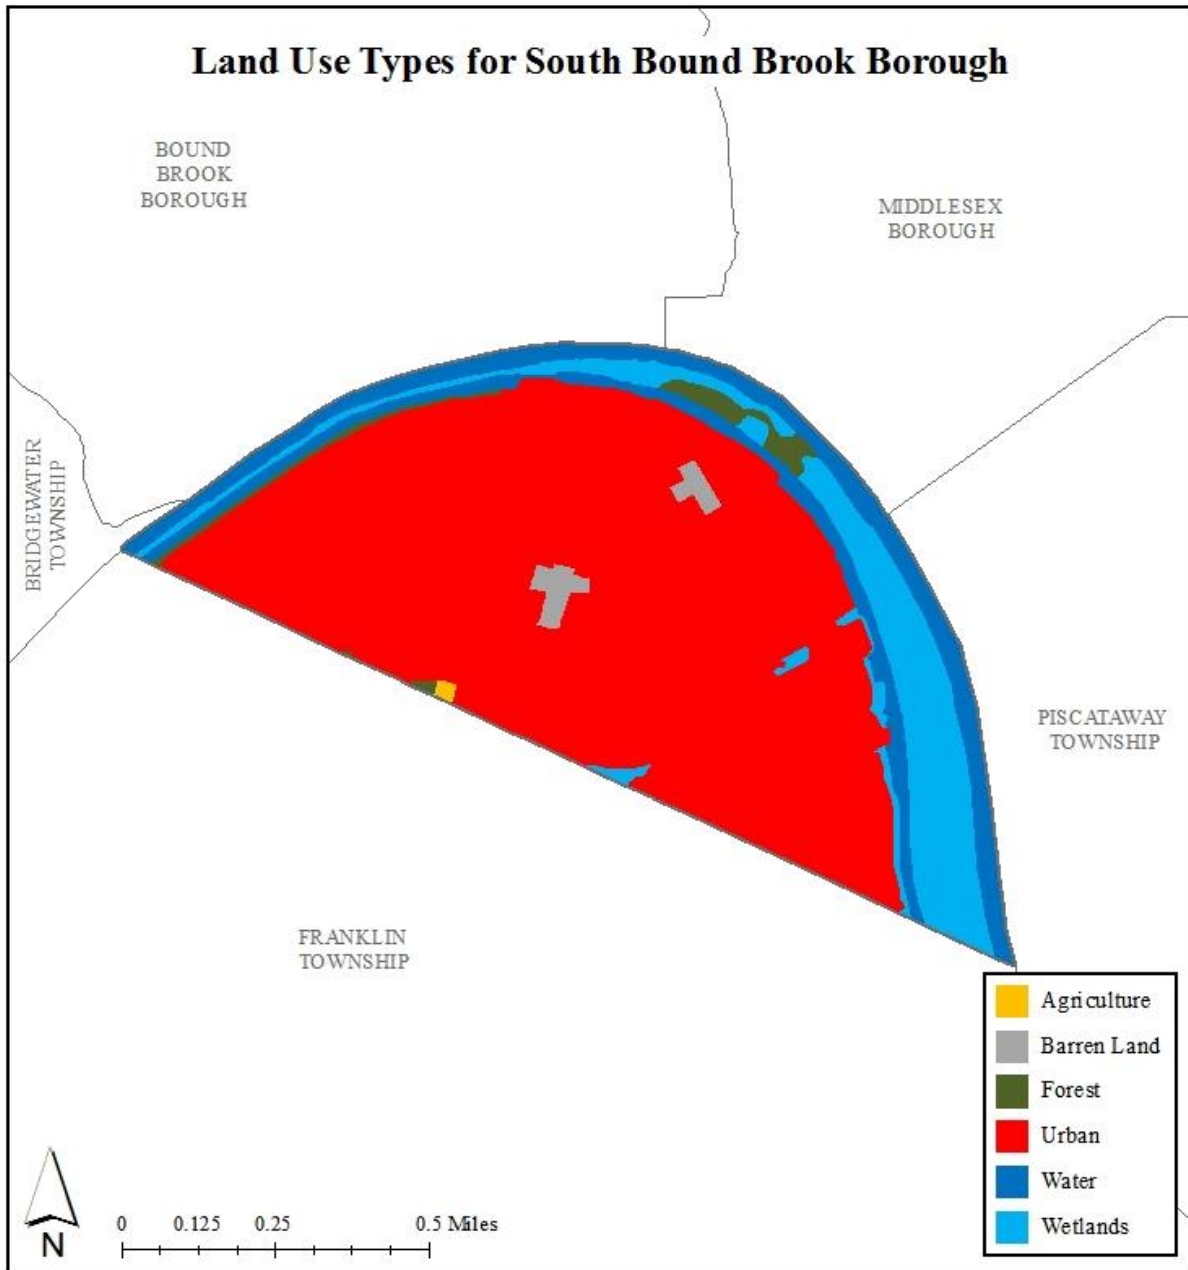 Land Use Types for South Bound Brook Borough
BOUND
BROOK
BOROUGH
MIDDLESEX
BOROUGH
BRIDGEWATER
TOWNSHIP
PISCATAWAY
TOWNSHIP
FRANKLIN
TOWNSHIP
Agriculture
Barren Land
Forest
Urban
Water
Wetlands
N
0 0.125 0.25 0.5 Miles